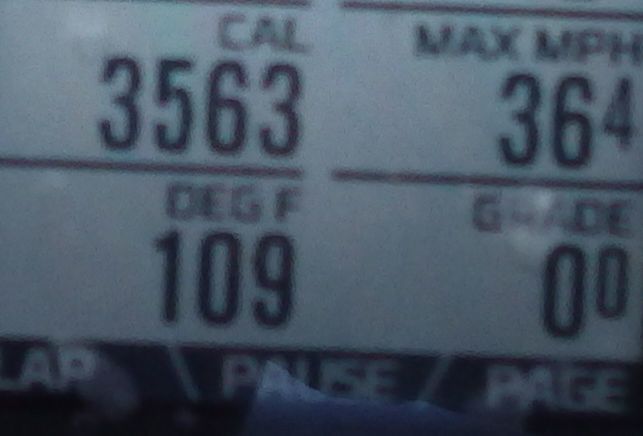 CAL MAX MPH
3563 364
DEG F GRADE
109 00
LAP PAUSE PAGE